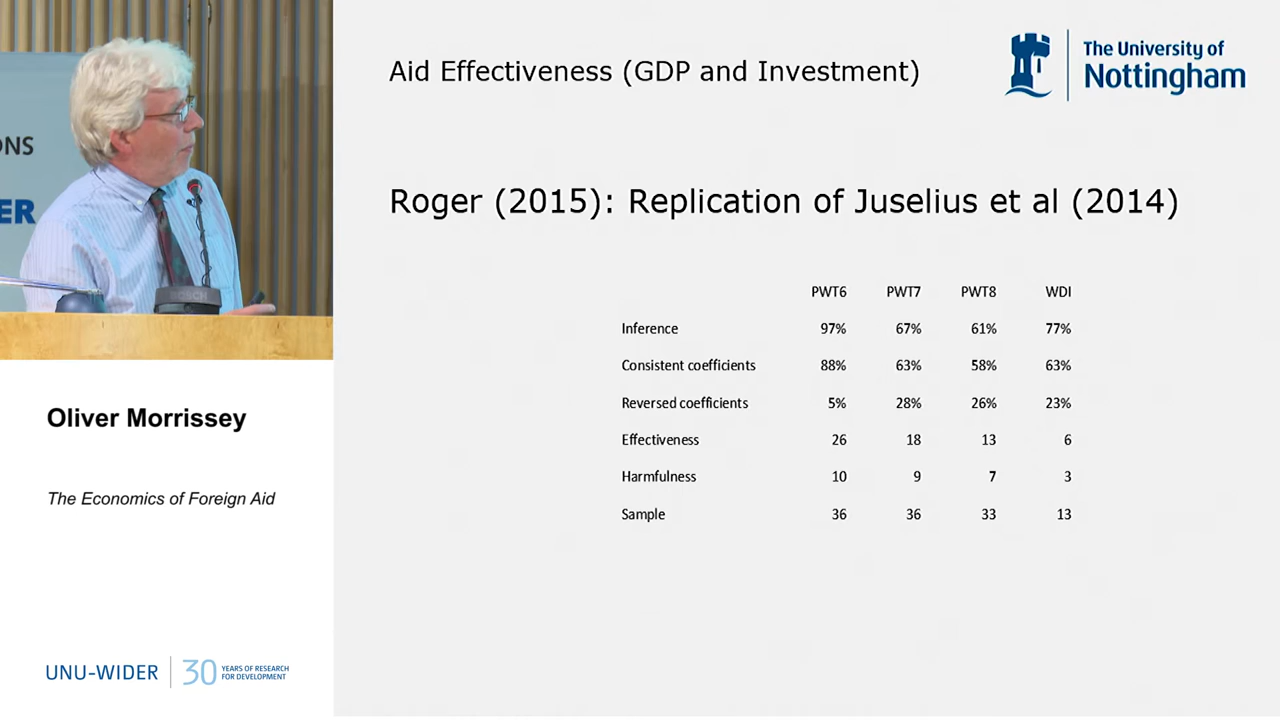 ONS
ER
Oliver Morrissey
The Economics of Foreign Aid
UNU-WIDER
30 YEARS OF RESEARCH
FOR DEVELOPMENT
Aid Effectiveness (GDP and Investment)
The University of
Nottingham
Roger (2015): Replication of Juselius et al (2014)
PWT6 PWT7 PWT8 WDI
Inference 97% 67% 61% 77%
Consistent coefficients 88% 63% 58% 63%
Reversed coefficients 5% 28% 26% 23%
Effectiveness 26 18 13 6
Harmfulness 10 9 7 3
Sample 36 36 33 13